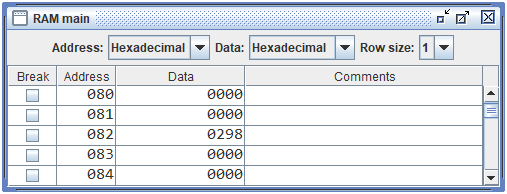 RAM main
Address: Hexadecimal Data: Hexadecimal Row size: 1
Break Address Data Comments
080 0000
081 0000
082 0298
083 0000
084 0000